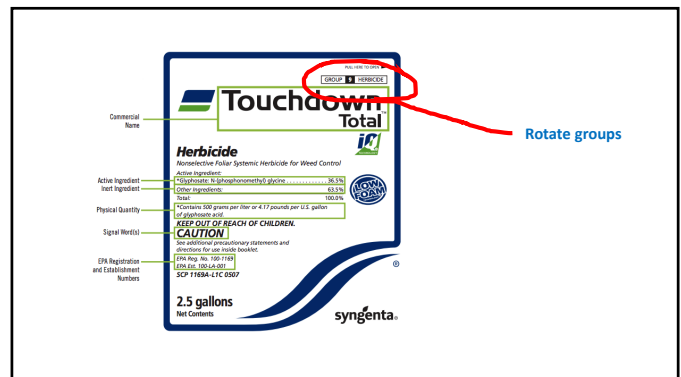 PULL HERE TO OPEN
GROUP 9 HERBICIDE
Touchdown
Total™
iQ
Rotate groups
Commercial
Name
Herbicide
Nonselective Foliar Systemic Herbicide for Weed Control
Active Ingredient:
Active Ingredient
*Glyphosate: N-(phosphonomethyl) glycine . . . . . . . . . . . . . 36.5%
Inert Ingredient
Other Ingredients: 63.5%
Total: 100.0%
LOW
FOAM
Physical Quantity
*Contains 500 grams per liter or 4.17 pounds per U.S. gallon
of glyphosate acid.
KEEP OUT OF REACH OF CHILDREN.
Signal Word(s)
CAUTION
See additional precautionary statements and
directions for use inside booklet.
EPA Registration
and Establishment
Numbers
EPA Reg. No. 100-1169
EPA Est. 100-LA-001
SCP 1169A-L1C 0507
®
2.5 gallons
Net Contents
syngenta®